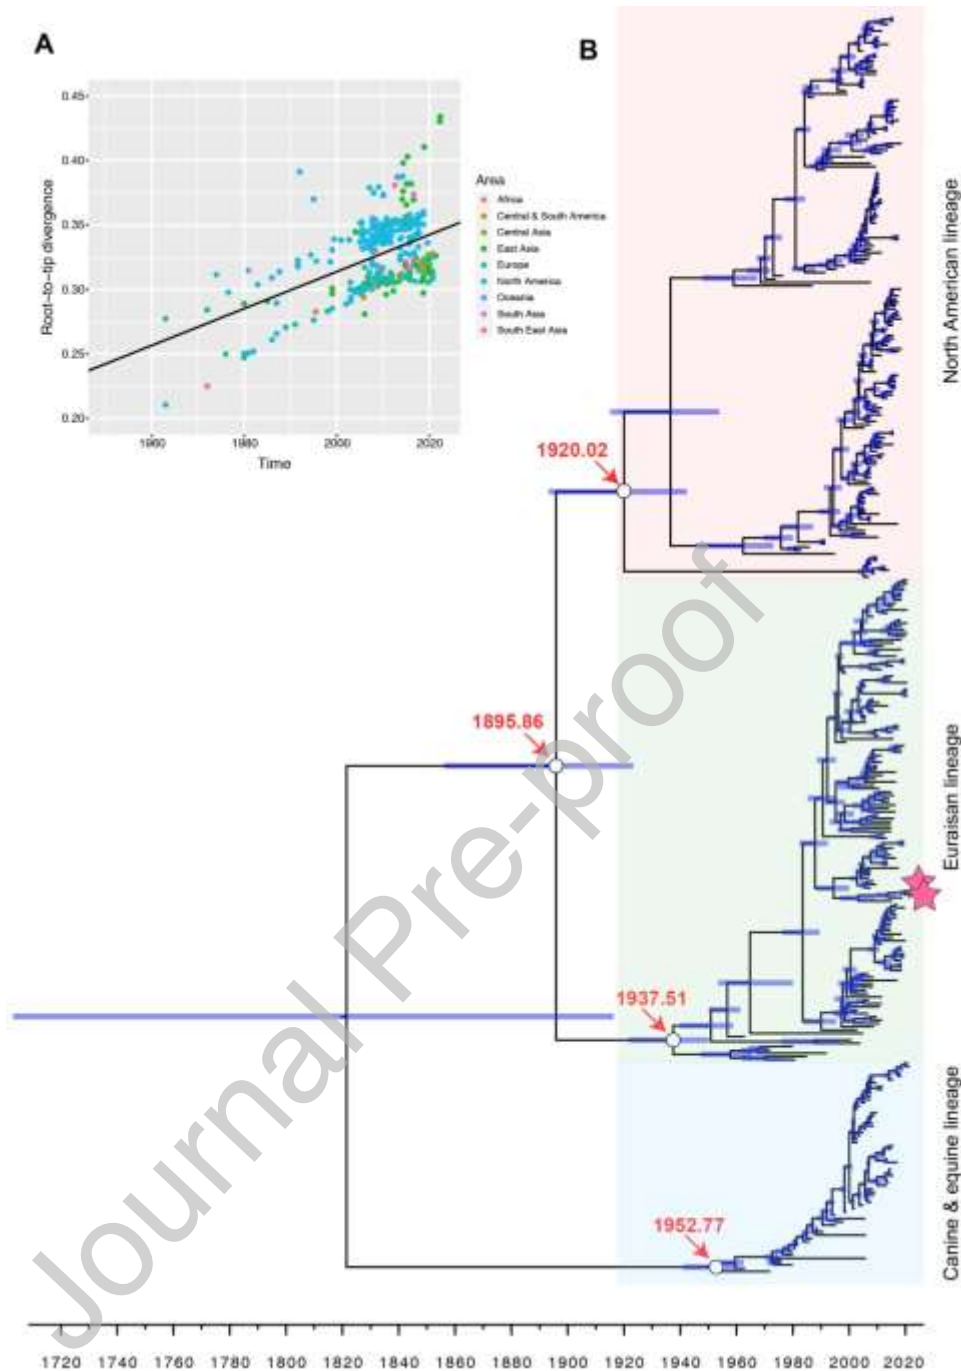 A
B
0.45
0.40
0.35
0.30
0.25
0.20
Root-to-tip divergence
1960
1980
2000
2020
Time
Area
Africa
Central & South America
Central Asia
East Asia
Europe
North America
Oceania
South Asia
South East Asia
North American lineage
1920.02
1895.86
Euraisan lineage
1937.51
1952.77
Canine & equine lineage
Journal Pre-proof
1720 1740 1760 1780 1800 1820 1840 1860 1880 1900 1920 1940 1960 1980 2000 2020